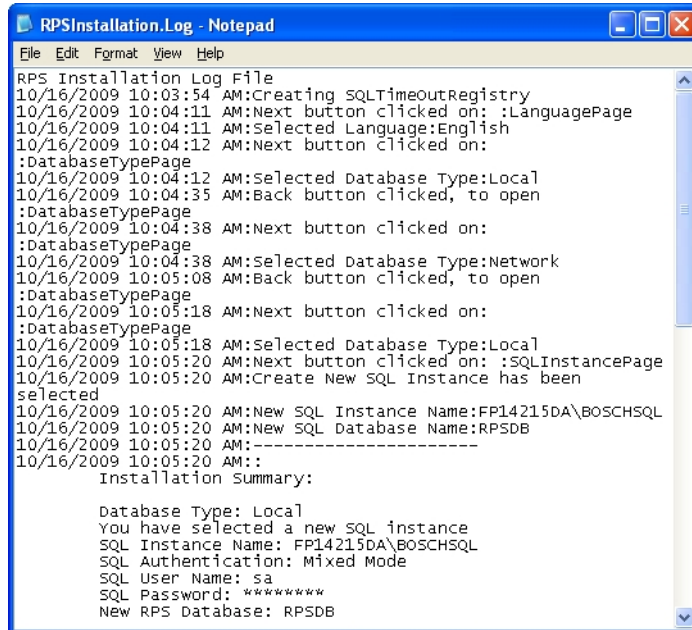 RPSInstallation.Log - Notepad
File Edit Format View Help
RPS Installation Log File
10/16/2009 10:03:54 AM:Creating SQLTimeOutRegistry
10/16/2009 10:04:11 AM:Next button clicked on: :LanguagePage
10/16/2009 10:04:11 AM:Selected Language:English
10/16/2009 10:04:12 AM:Next button clicked on:
:DatabaseTypePage
10/16/2009 10:04:12 AM:Selected Database Type:Local
10/16/2009 10:04:35 AM:Back button clicked, to open
:DatabaseTypePage
10/16/2009 10:04:38 AM:Next button clicked on:
:DatabaseTypePage
10/16/2009 10:04:38 AM:Selected Database Type:Network
10/16/2009 10:05:08 AM:Back button clicked, to open
:DatabaseTypePage
10/16/2009 10:05:18 AM:Next button clicked on:
:DatabaseTypePage
10/16/2009 10:05:18 AM:Selected Database Type:Local
10/16/2009 10:05:20 AM:Next button clicked on: :SQLInstancePage
10/16/2009 10:05:20 AM:Create New SQL Instance has been
selected
10/16/2009 10:05:20 AM:New SQL Instance Name:FP14215DA\BOSCHSQL
10/16/2009 10:05:20 AM:New SQL Database Name:RPSDB
10/16/2009 10:05:20 AM:----------------------
10/16/2009 10:05:20 AM::
Installation Summary:
Database Type: Local
You have selected a new SQL instance
SQL Instance Name: FP14215DA\BOSCHSQL
SQL Authentication: Mixed Mode
SQL User Name: sa
SQL Password: ********
New RPS Database: RPSDB